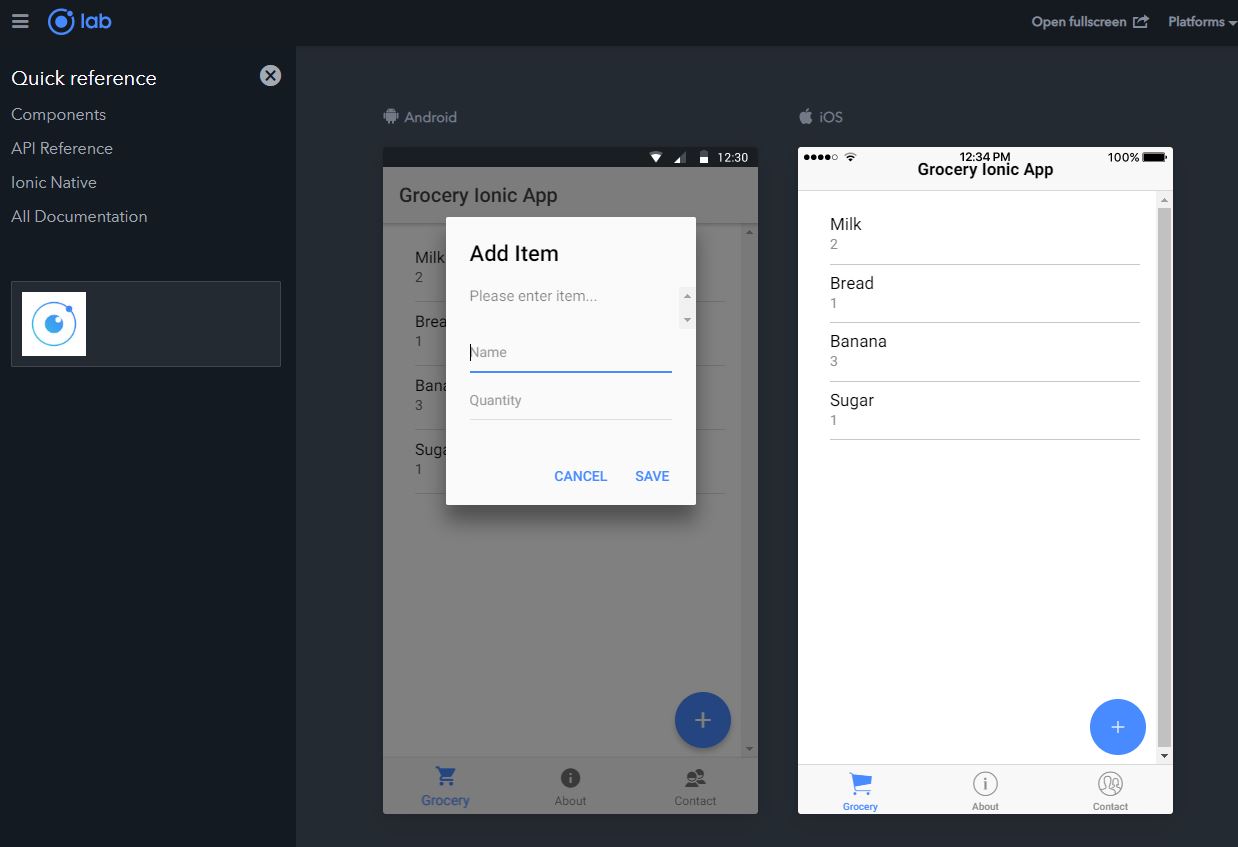 lab
Open fullscreen
Platforms
Quick reference
Components
API Reference
Ionic Native
All Documentation
Android
12:30
Grocery Ionic App
Milk
2
Brea
1
Bana
3
Suga
1
Add Item
Please enter item...
Name
Quantity
CANCEL SAVE
+
Grocery About Contact
iOS
12:34 PM 100%
Grocery Ionic App
Milk
2
Bread
1
Banana
3
Sugar
1
+
Grocery About Contact